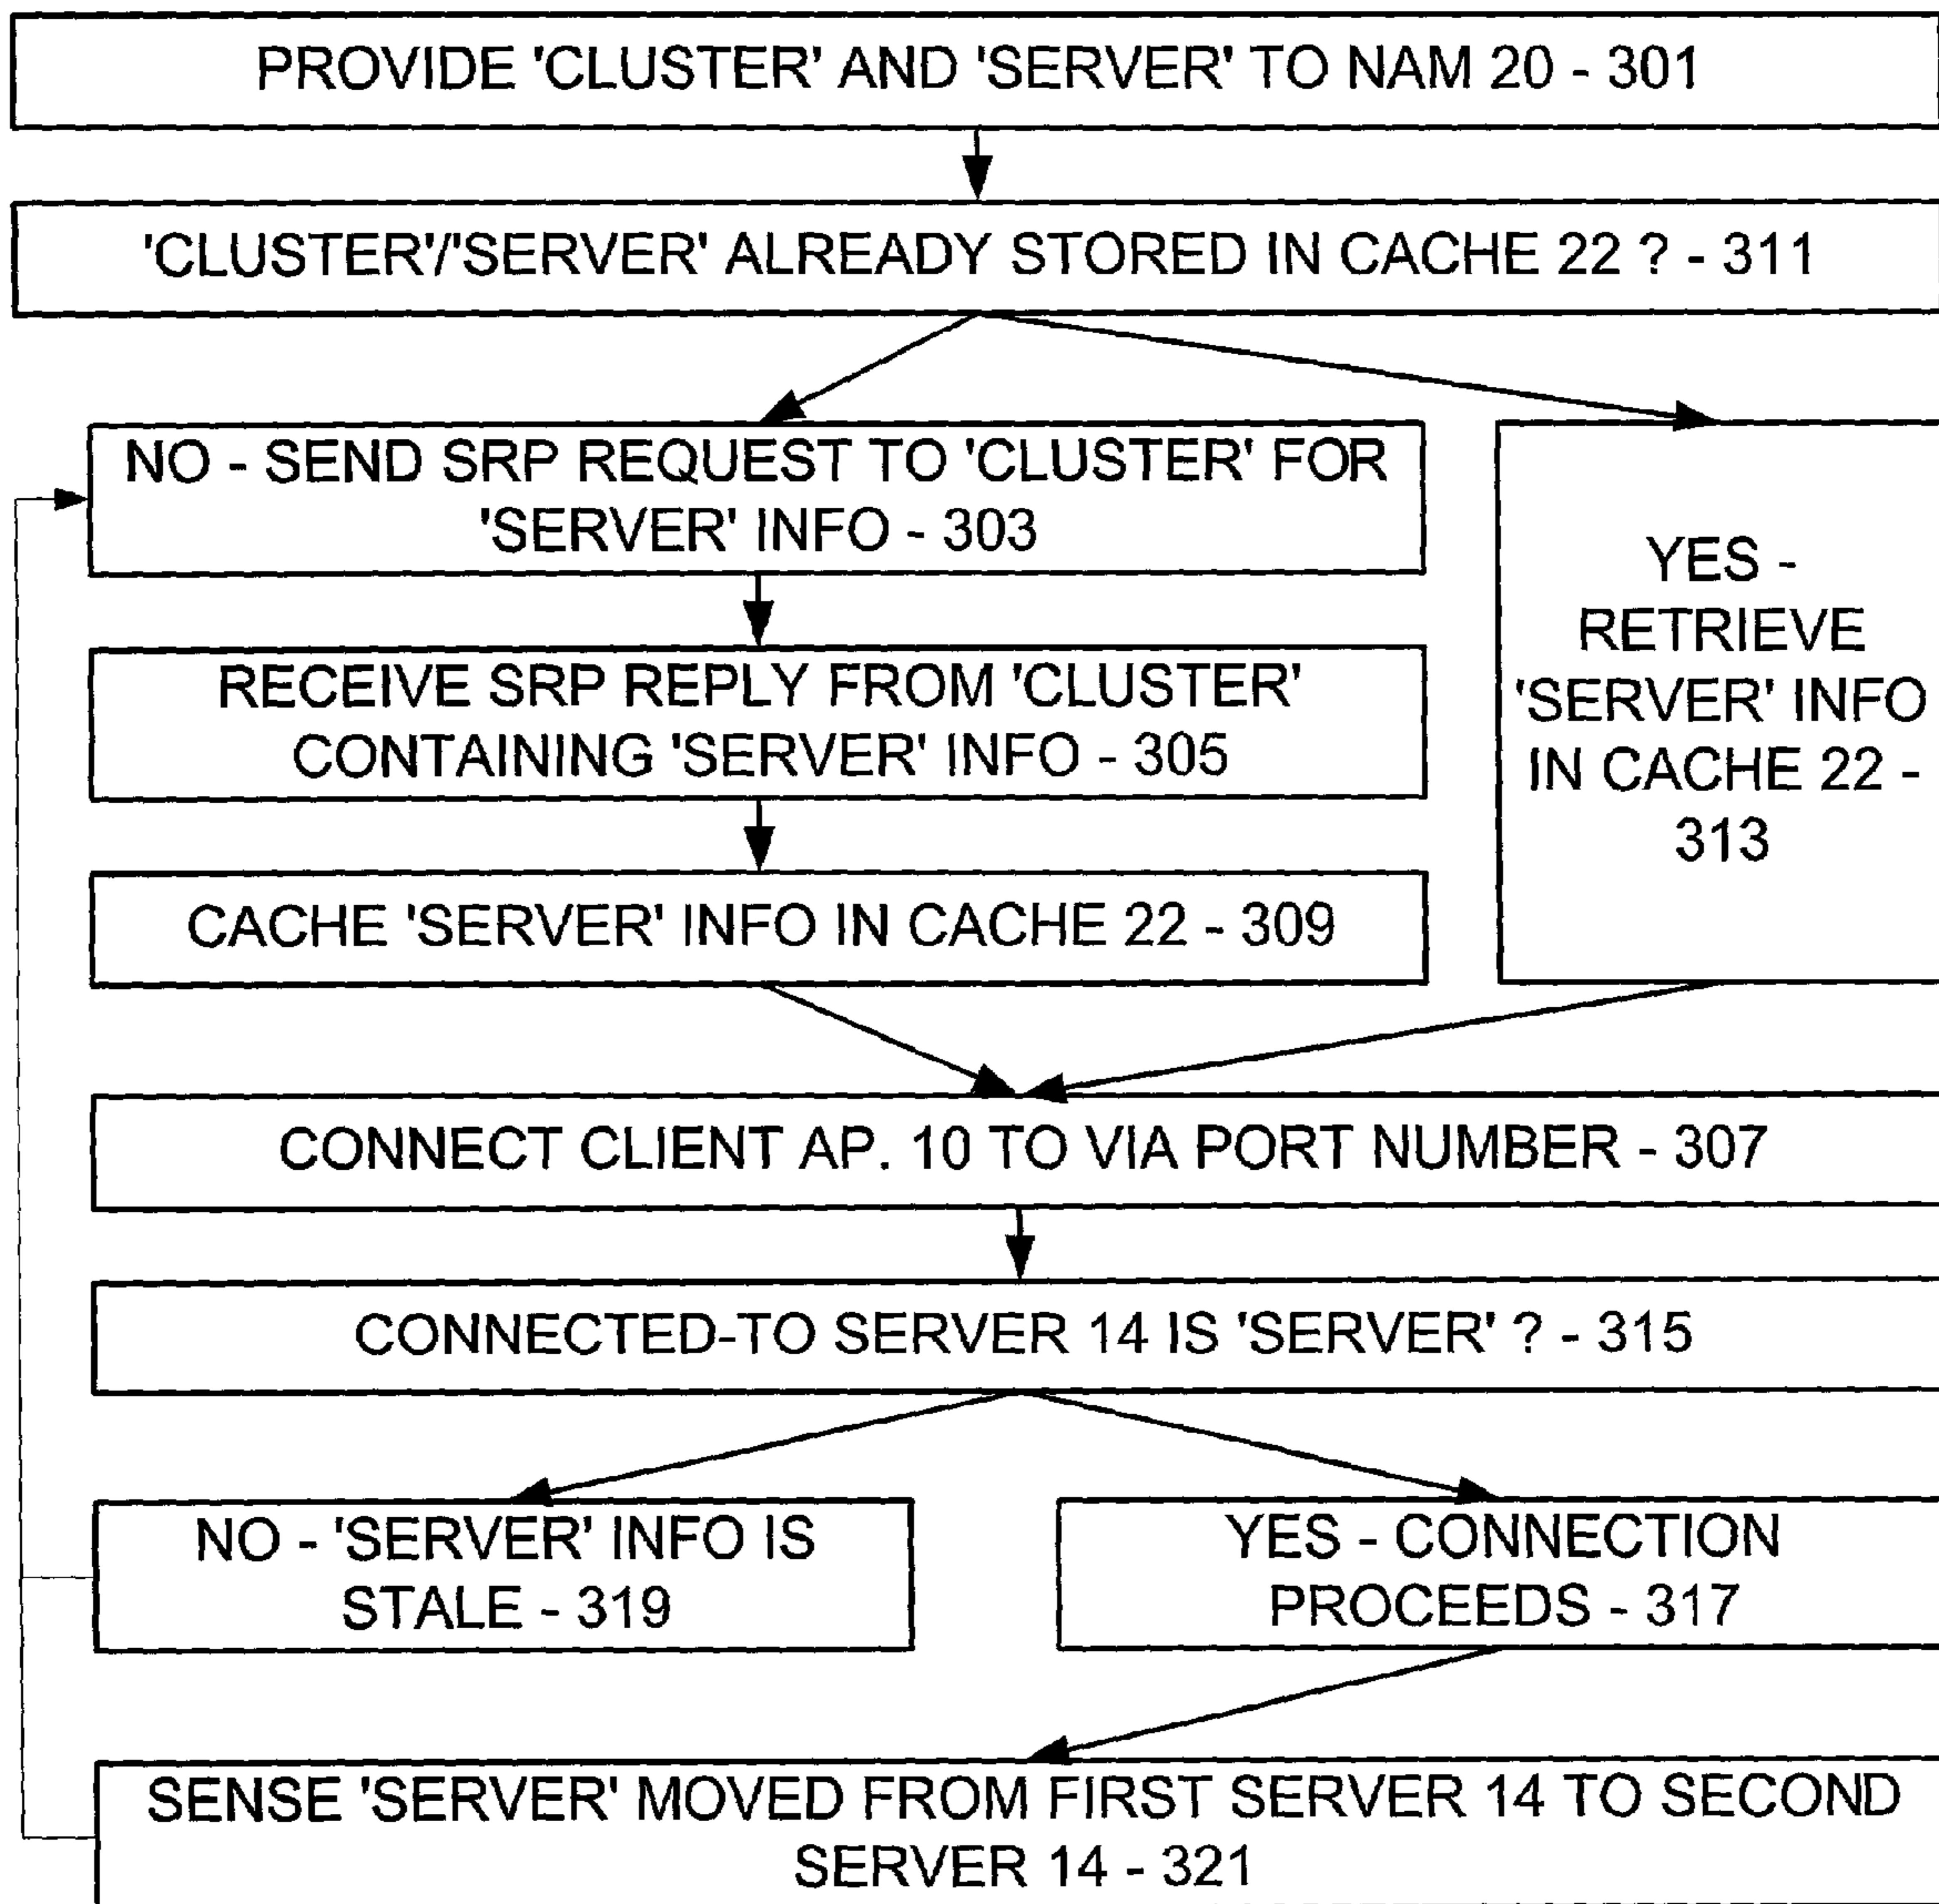 PROVIDE 'CLUSTER' AND 'SERVER' TO NAM 20 - 301
'CLUSTER'/'SERVER' ALREADY STORED IN CACHE 22 ? - 311
NO - SEND SRP REQUEST TO 'CLUSTER' FOR
'SERVER' INFO - 303
RECEIVE SRP REPLY FROM 'CLUSTER'
CONTAINING 'SERVER' INFO - 305
CACHE 'SERVER' INFO IN CACHE 22 - 309
YES -
RETRIEVE
'SERVER' INFO
IN CACHE 22 -
313
CONNECT CLIENT AP. 10 TO VIA PORT NUMBER - 307
CONNECTED-TO SERVER 14 IS 'SERVER' ? - 315
NO - 'SERVER' INFO IS
STALE - 319
YES - CONNECTION
PROCEEDS - 317
SENSE 'SERVER' MOVED FROM FIRST SERVER 14 TO SECOND
SERVER 14 - 321